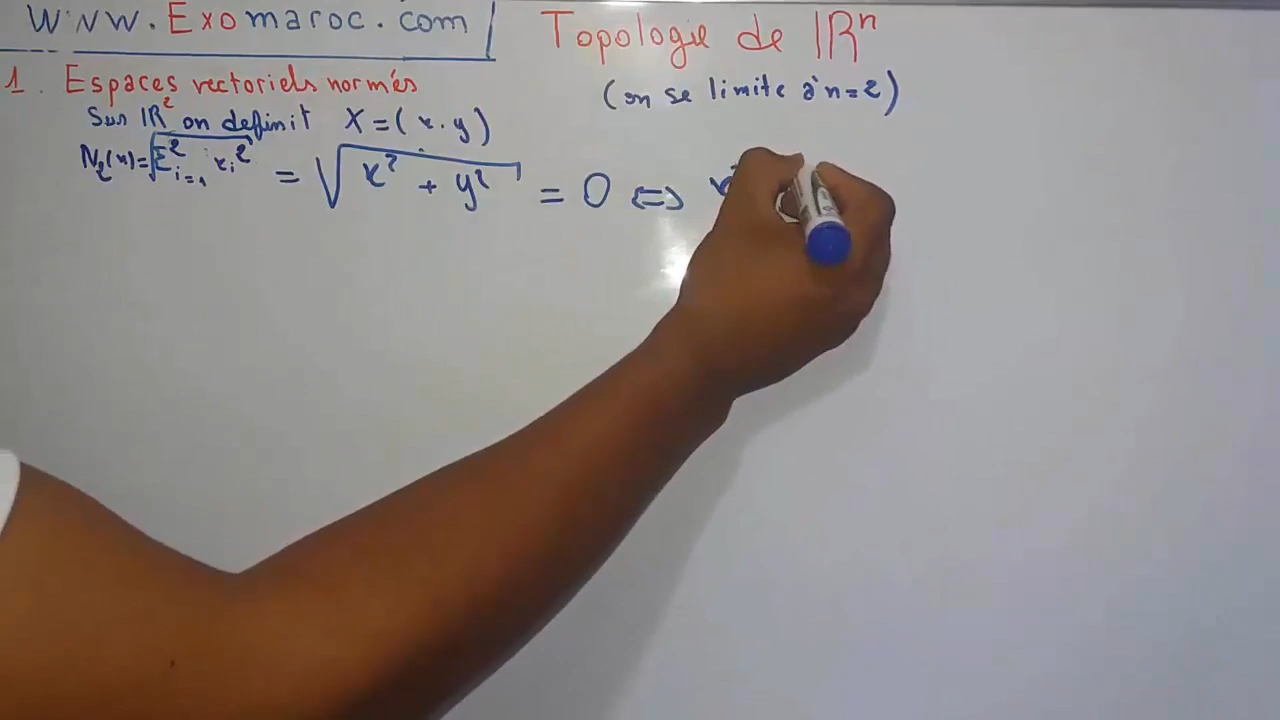 www.Exomaroc.com
Topologie de IRⁿ
1. Espaces vectoriels normés
(on se limite à n=2)
Sur IR² on definit X=(x.y)
N₂(x)=√Σ²ᵢ₌₁ xᵢ² = √x² + y² = 0 ⇔ x²